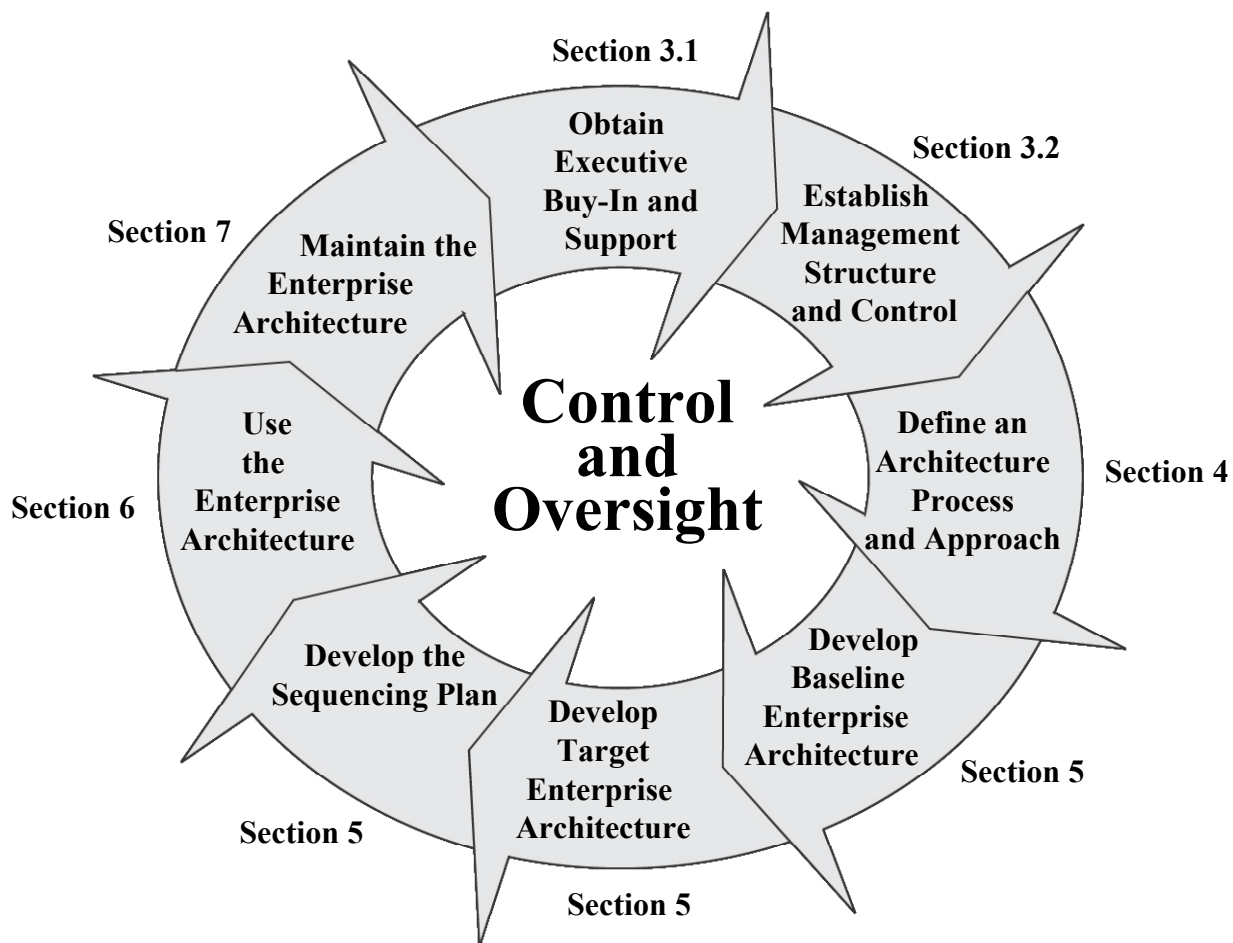 Section 3.1
Obtain
Executive
Buy-In and
Support
Section 3.2
Establish
Management
Structure
and Control
Section 4
Define an
Architecture
Process
and Approach
Section 5
Develop
Baseline
Enterprise
Architecture
Section 5
Develop
Target
Enterprise
Architecture
Section 5
Develop the
Sequencing Plan
Section 6
Use
the
Enterprise
Architecture
Section 7
Maintain the
Enterprise
Architecture
Control
and
Oversight